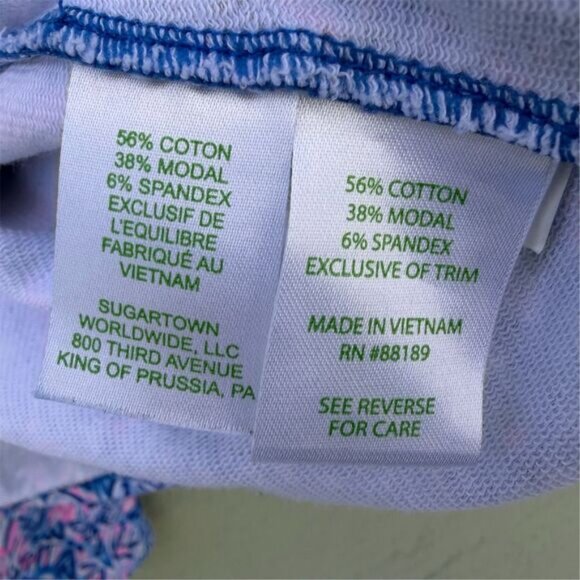 56% COTON
38% MODAL
6% SPANDEX
EXCLUSIF DE
L'EQUILIBRE
FABRIQUÉ AU
VIETNAM
SUGARTOWN
WORLDWIDE, LLC
800 THIRD AVENUE
KING OF PRUSSIA, PA
56% COTTON
38% MODAL
6% SPANDEX
EXCLUSIVE OF TRIM
MADE IN VIETNAM
RN #88189
SEE REVERSE
FOR CARE